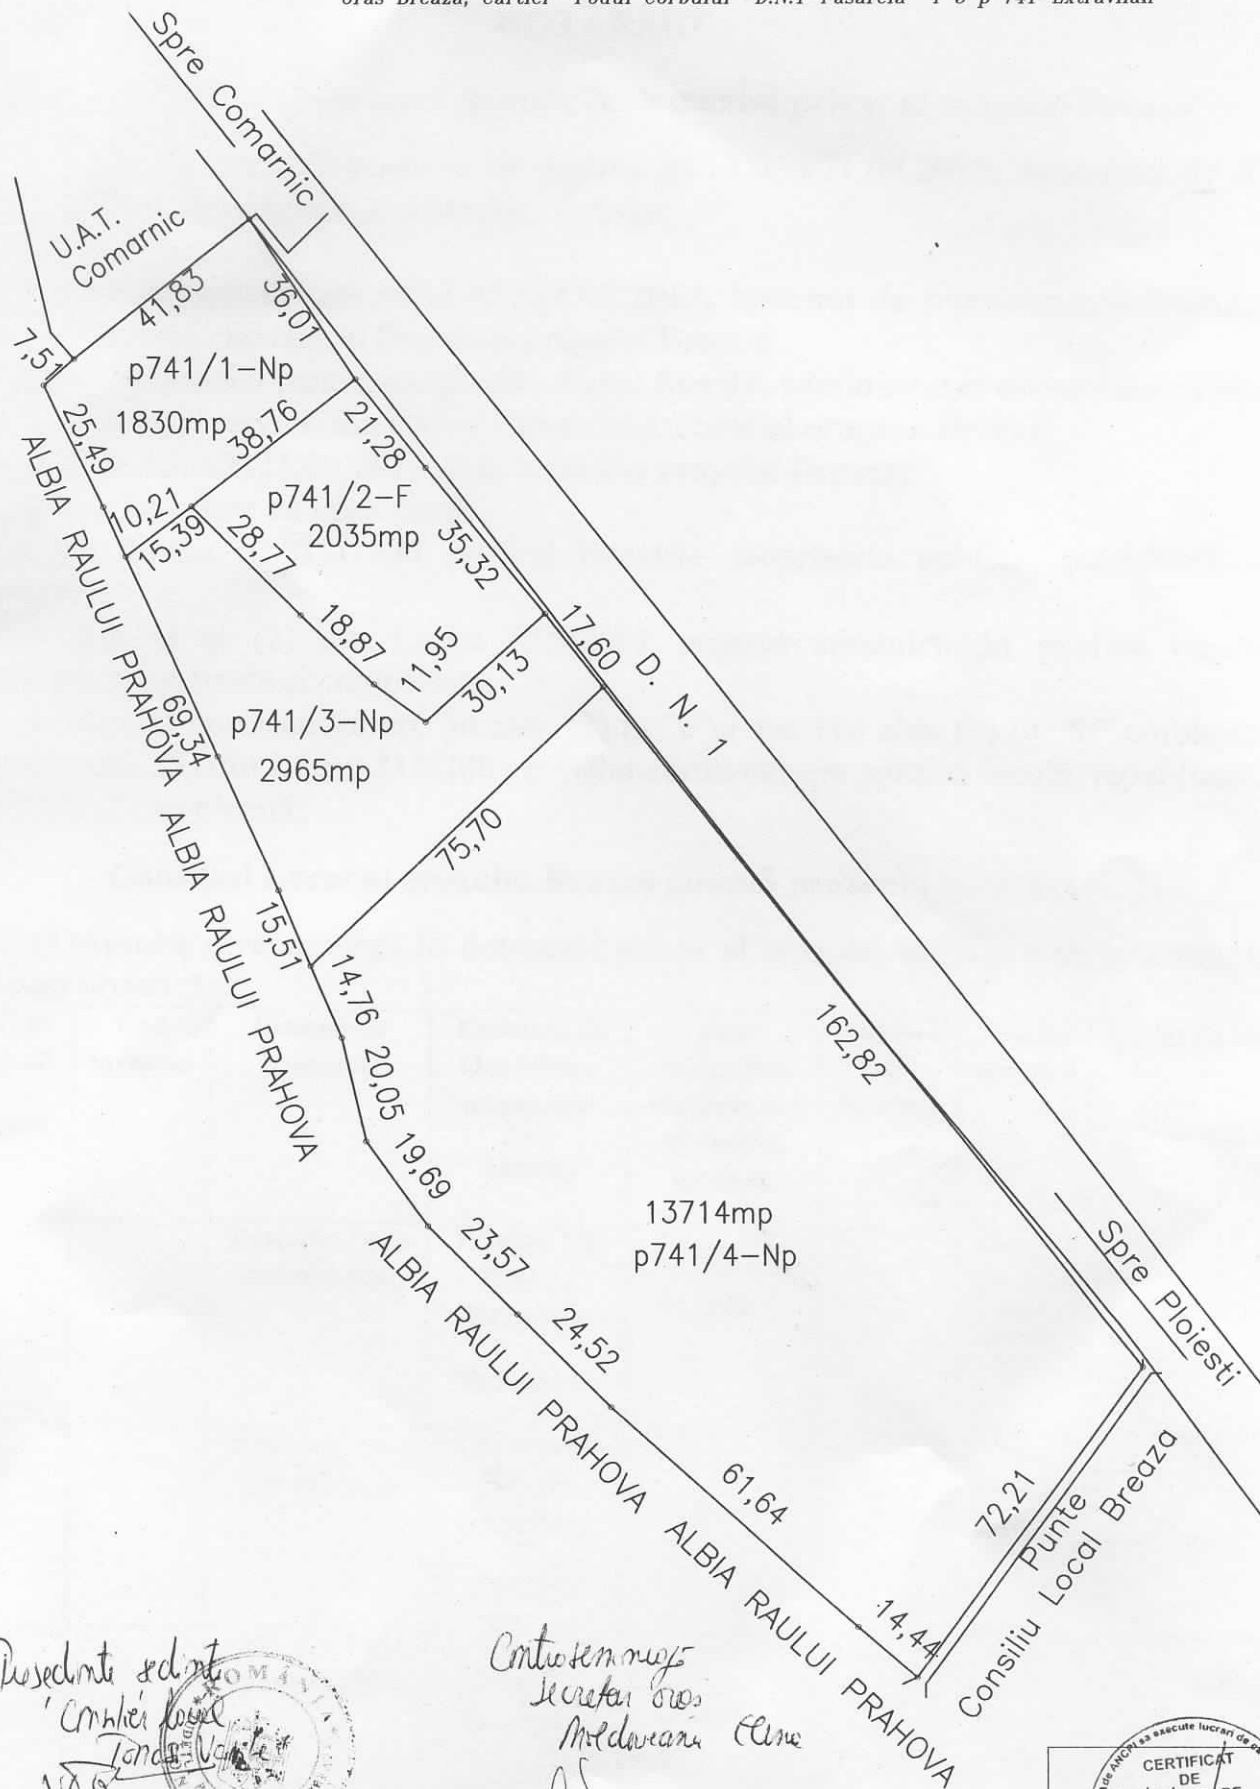 Spre Comarnic
U.A.T.
Comarnic
41,83
36,01
7,51
p741/1-Np
1830mp
25,49
38,76
21,28
10,21
15,39
p741/2-F
2035mp
28,77
35,32
18,87
11,95
30,13
17,60
D. N. 1
ALBIA RAULUI PRAHOVA ALBIA RAULUI PRAHOVA
69,34
p741/3-Np
2965mp
75,70
15,51
14,76
20,05
19,69
23,57
24,52
61,64
14,44
162,82
13714mp
p741/4-Np
Spre Ploiesti
72,21
Punte
Consiliu Local Breaza
ALBIA RAULUI PRAHOVA ALBIA RAULUI PRAHOVA
secretar oras
Moldoveanu Elena
ROMÂNIA
CERTIFICAT
DE